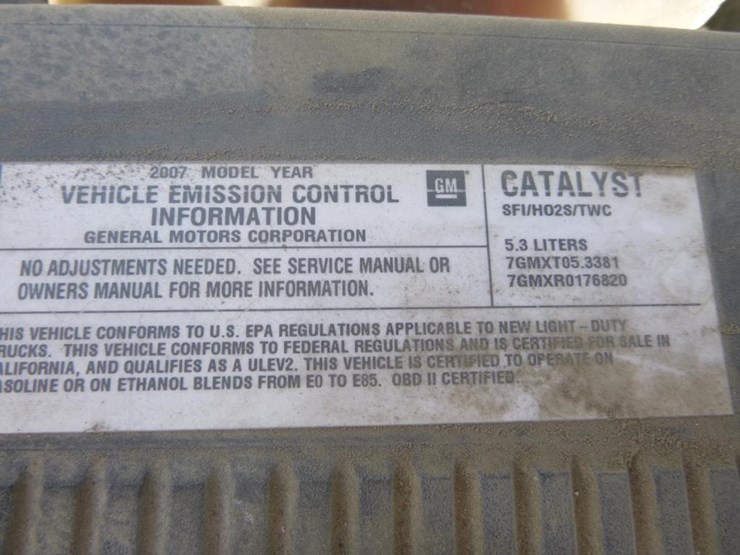 2007 MODEL YEAR
VEHICLE EMISSION CONTROL
INFORMATION
GENERAL MOTORS CORPORATION
GM
CATALYST
SFI/HO2S/TWC
5.3 LITERS
7GMXT05.3381
7GMXR0176820
NO ADJUSTMENTS NEEDED. SEE SERVICE MANUAL OR
OWNERS MANUAL FOR MORE INFORMATION.
HIS VEHICLE CONFORMS TO U.S. EPA REGULATIONS APPLICABLE TO NEW LIGHT-DUTY
RUCKS. THIS VEHICLE CONFORMS TO FEDERAL REGULATIONS AND IS CERTIFIED FOR SALE IN
ALIFORNIA, AND QUALIFIES AS A ULEV2. THIS VEHICLE IS CERTIFIED TO OPERATE ON
ASOLINE OR ON ETHANOL BLENDS FROM E0 TO E85. OBD II CERTIFIED.